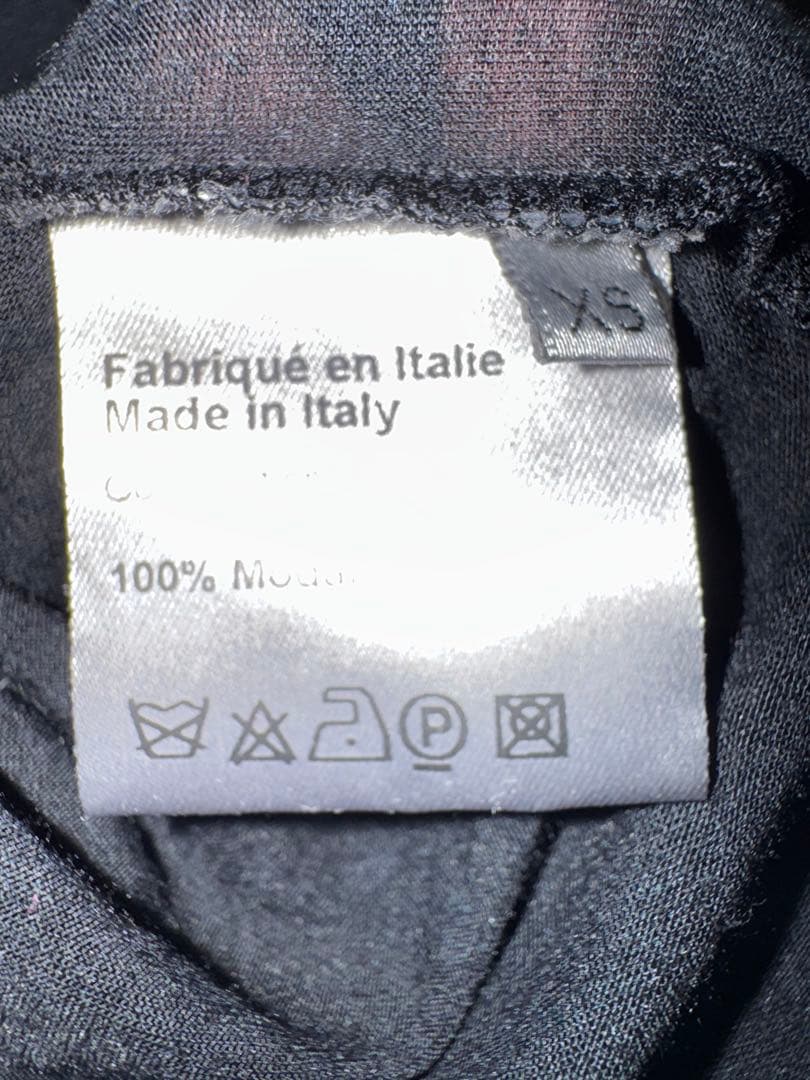 XS
Fabriqué en Italie
Made in Italy
100%
P